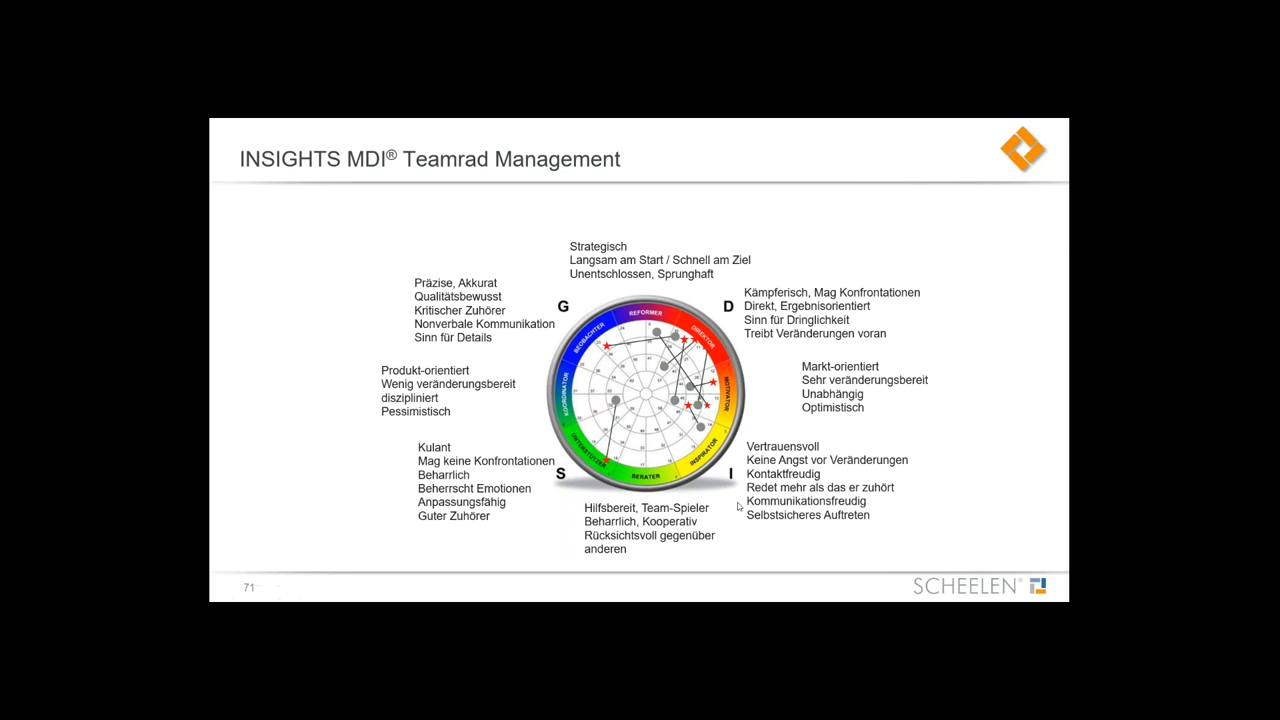 INSIGHTS MDI® Teamrad Management
Strategisch
Langsam am Start / Schnell am Ziel
Unentschlossen, Sprunghaft
Präzise, Akkurat
Qualitätsbewusst
Kritischer Zuhörer
Nonverbale Kommunikation
Sinn für Details
G
D
Kämpferisch, Mag Konfrontationen
Direkt, Ergebnisorientiert
Sinn für Dringlichkeit
Treibt Veränderungen voran
REFORMER
BEOBACHTER
DIREKTOR
KOORDINATOR
MOTIVATOR
UNTERSTÜTZER
INSPIRATOR
BERATER
Produkt-orientiert
Wenig veränderungsbereit
diszipliniert
Pessimistisch
Markt-orientiert
Sehr veränderungsbereit
Unabhängig
Optimistisch
Kulant
Mag keine Konfrontationen
Beharrlich
Beherrscht Emotionen
Anpassungsfähig
Guter Zuhörer
S
I
Vertrauensvoll
Keine Angst vor Veränderungen
Kontaktfreudig
Redet mehr als das er zuhört
Kommunikationsfreudig
Selbstsicheres Auftreten
Hilfsbereit, Team-Spieler
Beharrlich, Kooperativ
Rücksichtsvoll gegenüber
anderen
71
SCHEELEN®